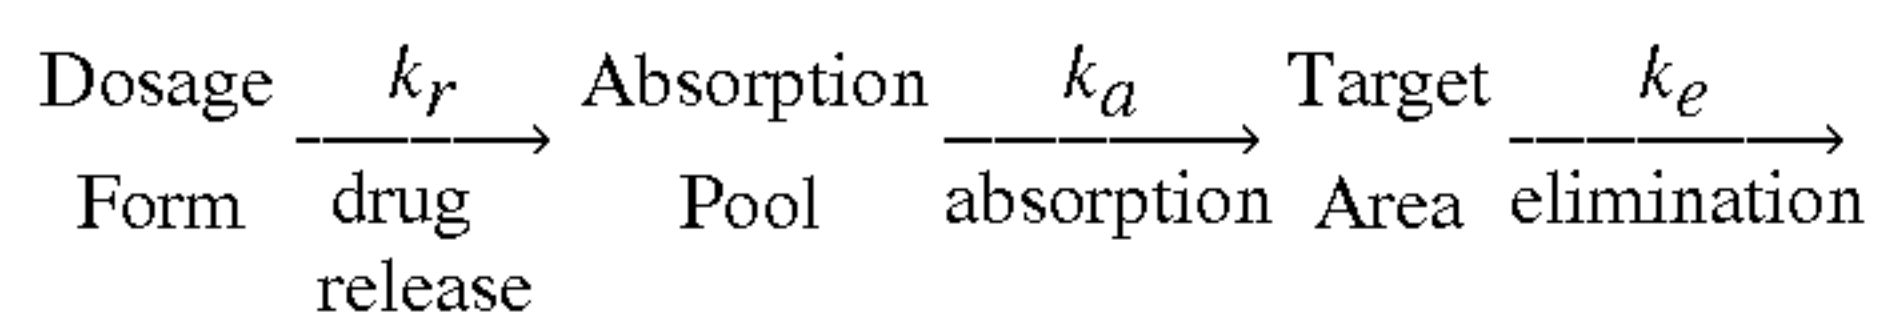 Dosage k_r Absorption k_a Target k_e
Form drug Pool absorption Area elimination
release